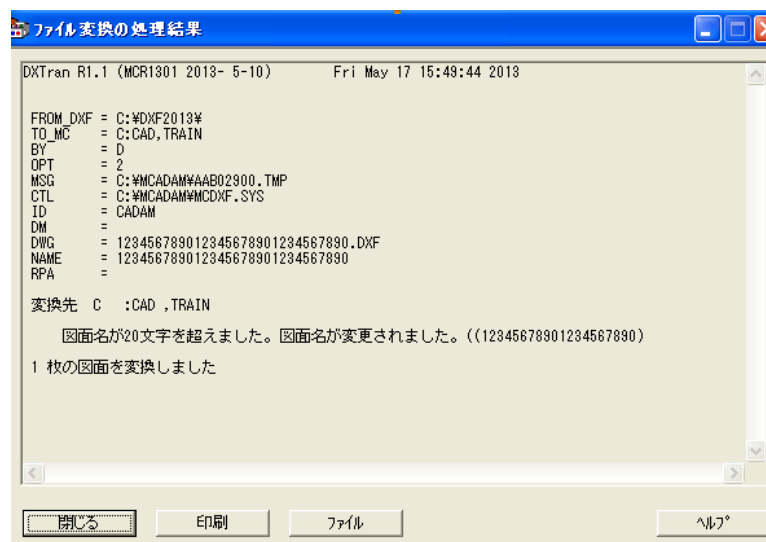 ファイル変換の処理結果
DXTran R1.1 (MCR1301 2013- 5-10)        Fri May 17 15:49:44 2013
FROM_DXF = C:¥DXF2013¥
TO_MC    = C:CAD,TRAIN
BY       = D
OPT      = 2
MSG      = C:¥MCADAM¥AAB02900.TMP
CTL      = C:¥MCADAM¥MCDXF.SYS
ID       = CADAM
DM       =
DWG      = 123456789012345678901234567890.DXF
NAME     = 123456789012345678901234567890
RPA      =
変換先  C   :CAD ,TRAIN
図面名が20文字を超えました。図面名が変更されました。((12345678901234567890)
1 枚の図面を変換しました
閉じる 印刷 ファイル ヘルプ